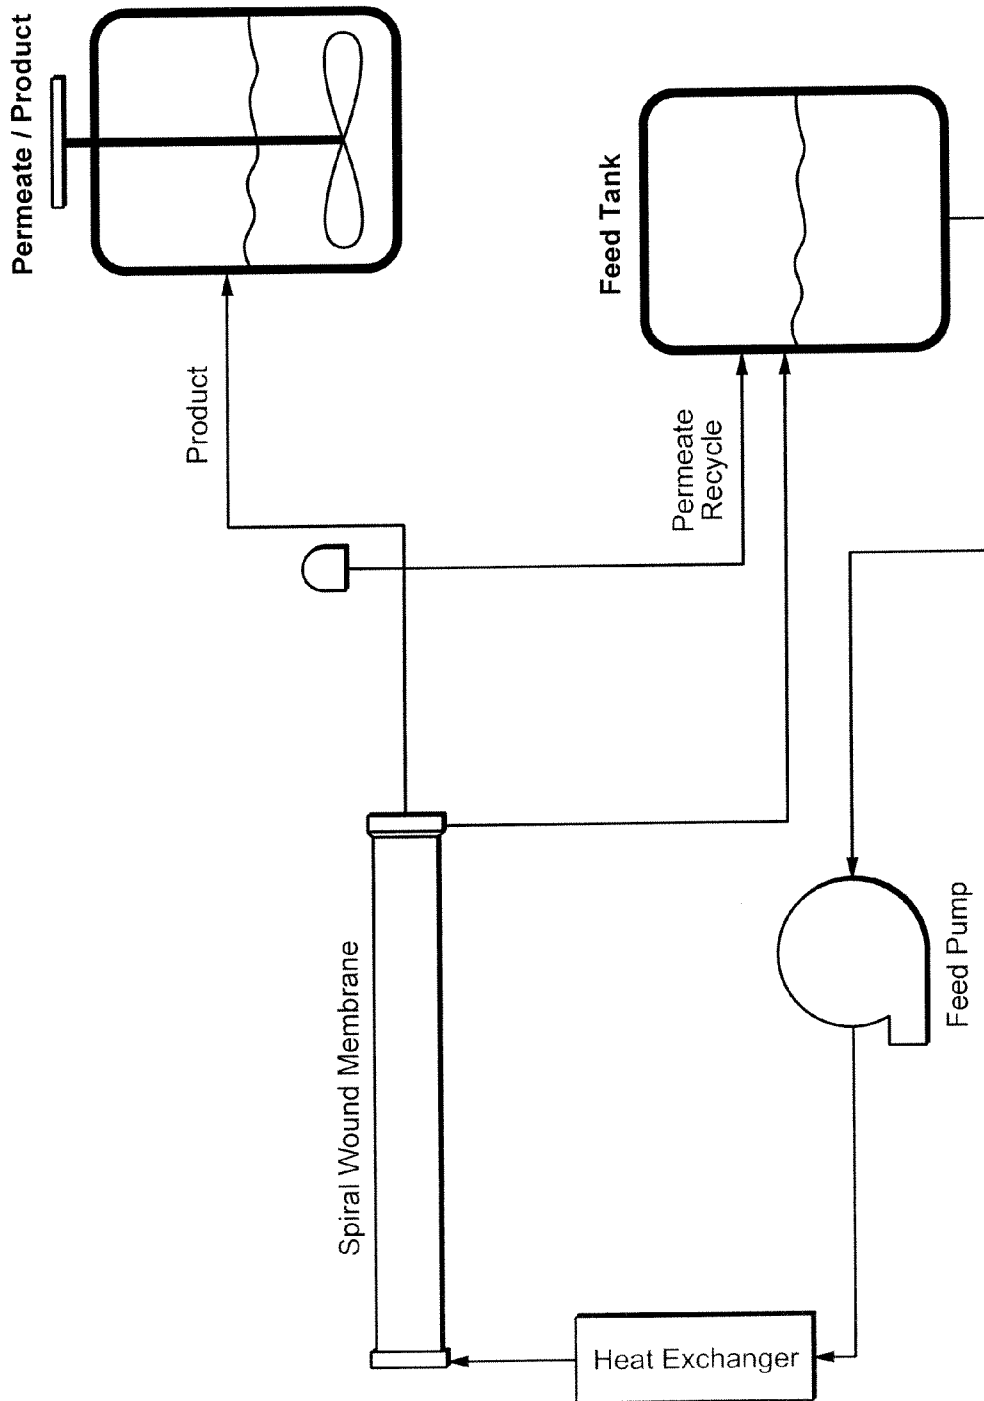 Permeate / Product
Product
Feed Tank
Permeate
Recycle
Spiral Wound Membrane
Feed Pump
Heat Exchanger